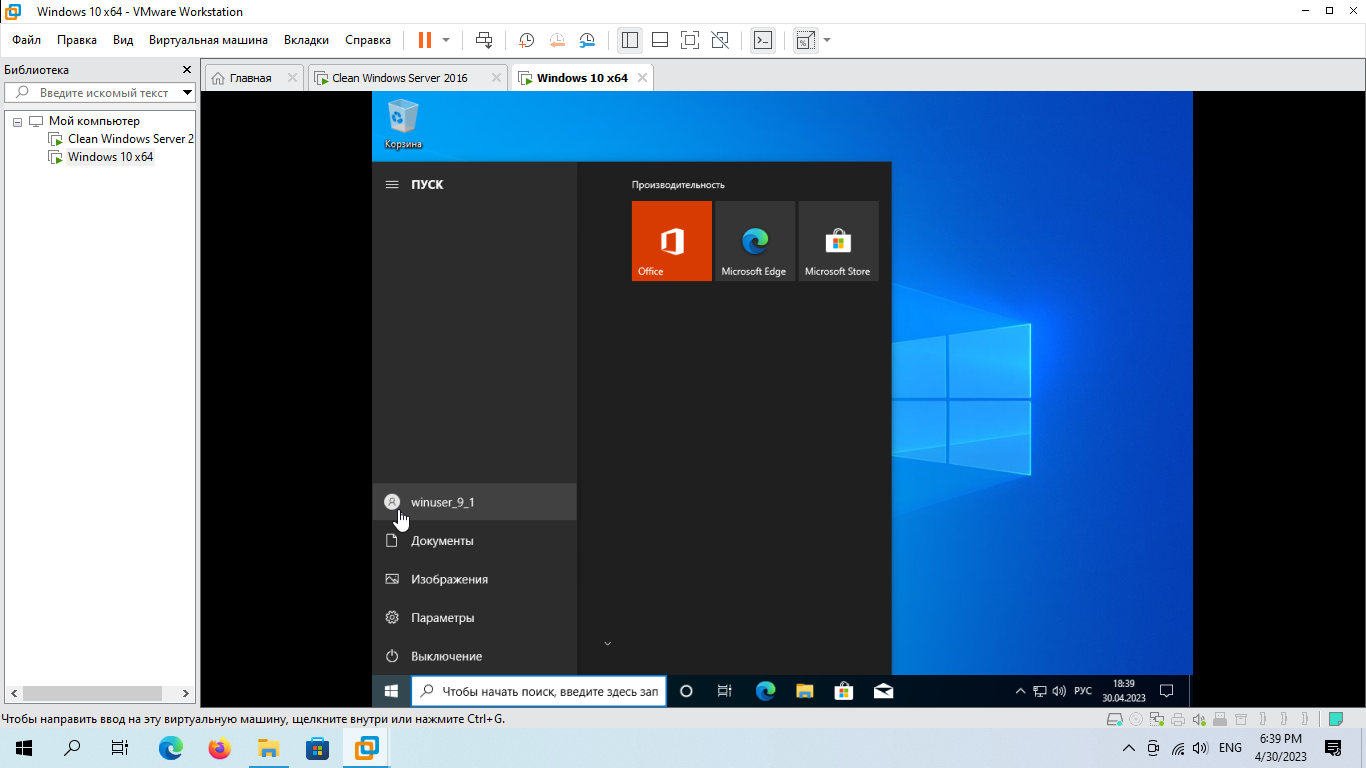 Windows 10 x64 - VMware Workstation
Файл Правка Вид Виртуальная машина Вкладки Справка
Библиотека
Введите искомый текст
Мой компьютер
Clean Windows Server 2
Windows 10 x64
Главная
Clean Windows Server 2016
Windows 10 x64
Корзина
ПУСК
Производительность
Office
Microsoft Edge
Microsoft Store
winuser_9_1
Документы
Изображения
Параметры
Выключение
Чтобы начать поиск, введите здесь зап
РУС
18:39
30.04.2023
Чтобы направить ввод на эту виртуальную машину, щелкните внутри или нажмите Ctrl+G.
ENG
6:39 PM
4/30/2023